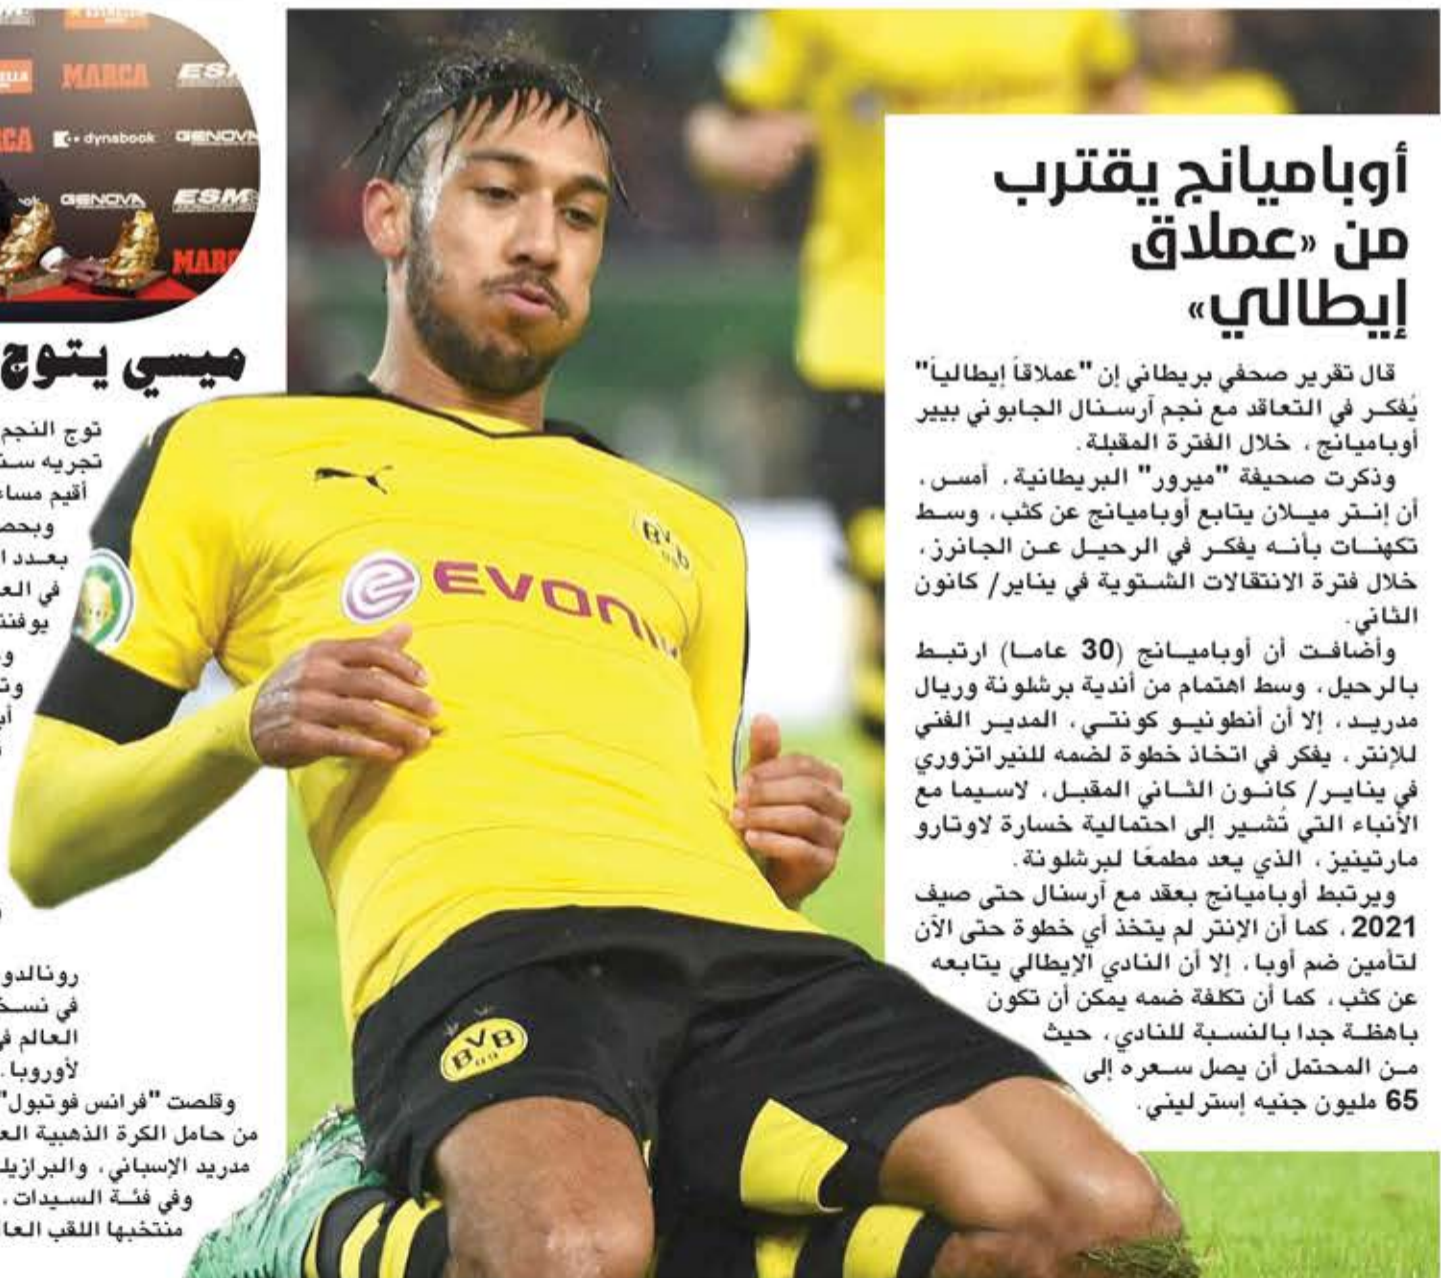 أوباميانج يقترب
من «عملاق
إيطالي»
قال تقرير صحفي بريطاني إن "عملاقاً إيطالياً"
يُفكر في التعاقد مع نجم آرسنال الجابوني بيير
أوباميانج، خلال الفترة المقبلة.
وذكرت صحيفة "ميرور" البريطانية، أمس،
أن إنتر ميلان يتابع أوباميانج عن كثب، وسط
تكهنات بأنه يفكر في الرحيل عن الجانرز،
خلال فترة الانتقالات الشتوية في يناير/ كانون
الثاني.
وأضافت أن أوباميانج (30 عاما) ارتبط
بالرحيل، وسط اهتمام من أندية برشلونة وريال
مدريد، إلا أن أنطونيو كونتي، المدير الفني
للإنتر، يفكر في اتخاذ خطوة لضمه للنيراتزوري
في يناير/ كانون الثاني المقبل، لاسيما مع
الأنباء التي تُشير إلى احتمالية خسارة لاوتارو
مارتينيز، الذي يعد مطمعًا لبرشلونة.
ويرتبط أوباميانج بعقد مع آرسنال حتى صيف
2021، كما أن الإنتر لم يتخذ أي خطوة حتى الآن
لتأمين ضم أوبا، إلا أن النادي الإيطالي يتابعه
عن كثب، كما أن تكلفة ضمه يمكن أن تكون
باهظة جدا بالنسبة للنادي، حيث
من المحتمل أن يصل سعره إلى
65 مليون جنيه إسترليني.
EVONIK
BVB
09
BVB
09
MARCA
dynabook GENOVA
GENOVA ESM
ميسي يتوج
توج النجم
تجريه
أقيم
بعدد
في
رونالدو
في
العالم
لأوروبا.
وقلصت "فرانس فوتبول"
من حامل الكرة الذهبية
مدريد الإسباني،
وفي فئة السيدات،
منتخبها اللقب